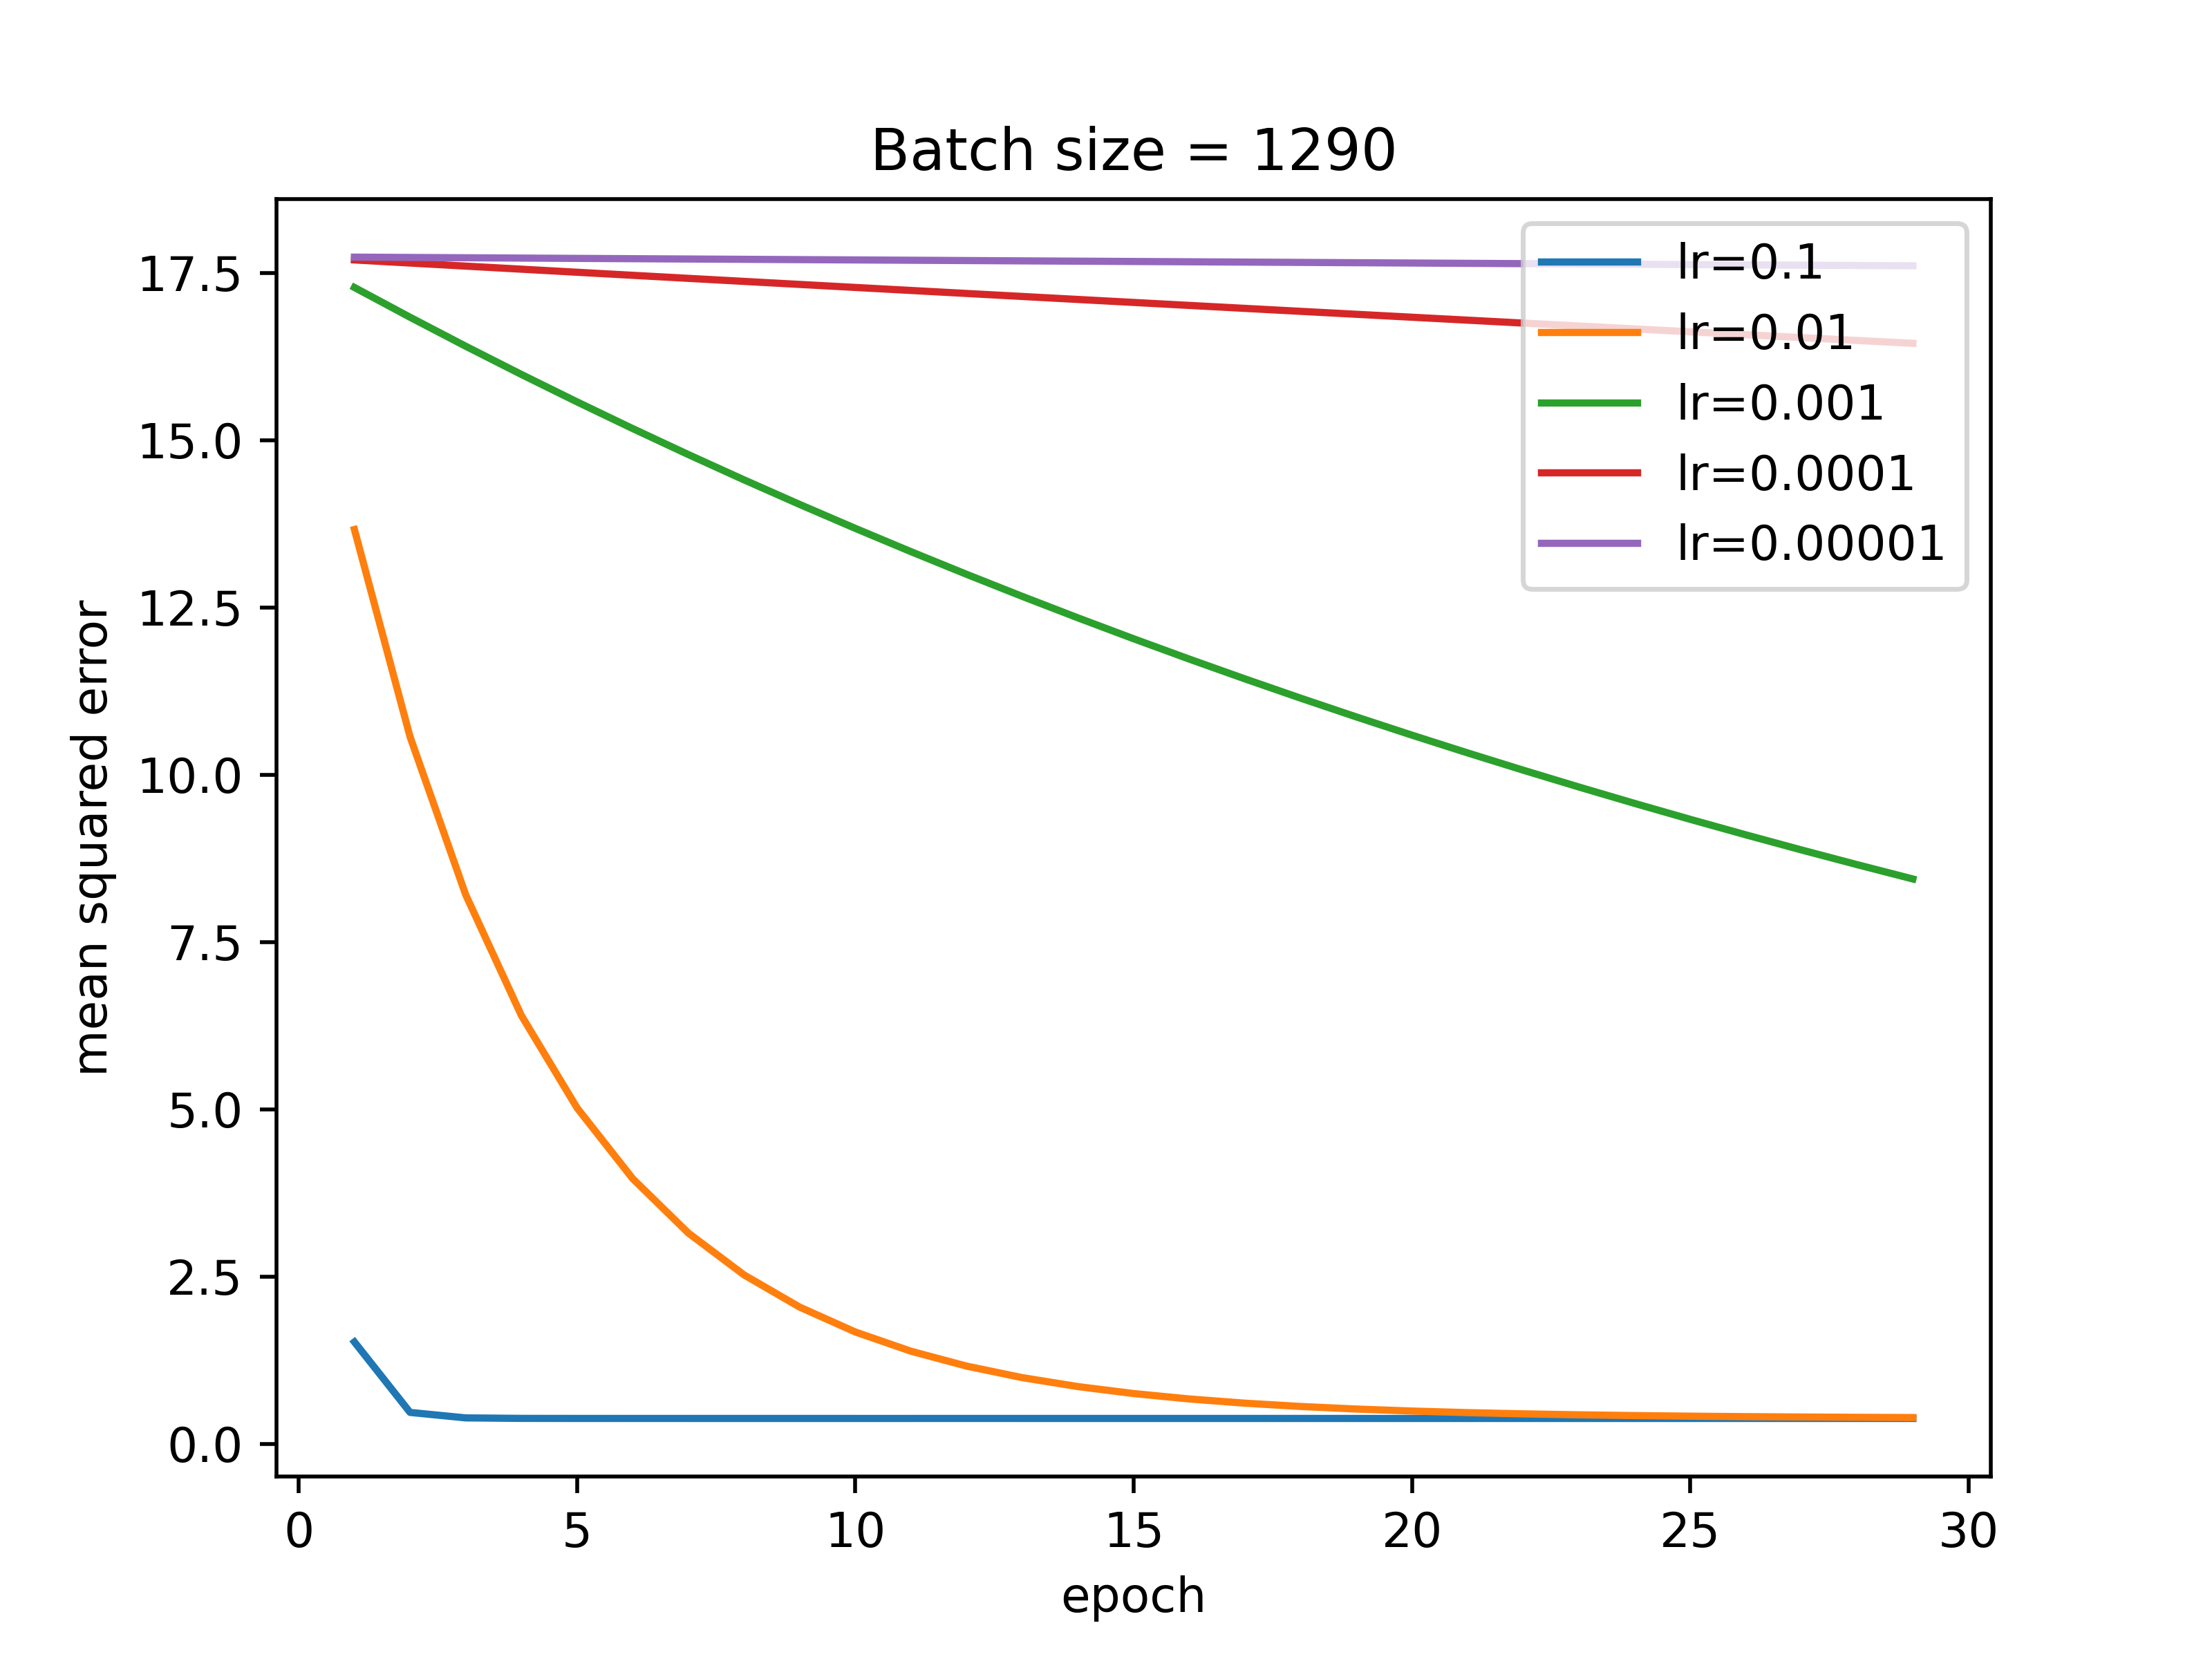 Batch size = 1290
mean squared error
17.5
15.0
12.5
10.0
7.5
5.0
2.5
0.0
lr=0.1
lr=0.01
lr=0.001
lr=0.0001
lr=0.00001
0 5 10 15 20 25 30
epoch